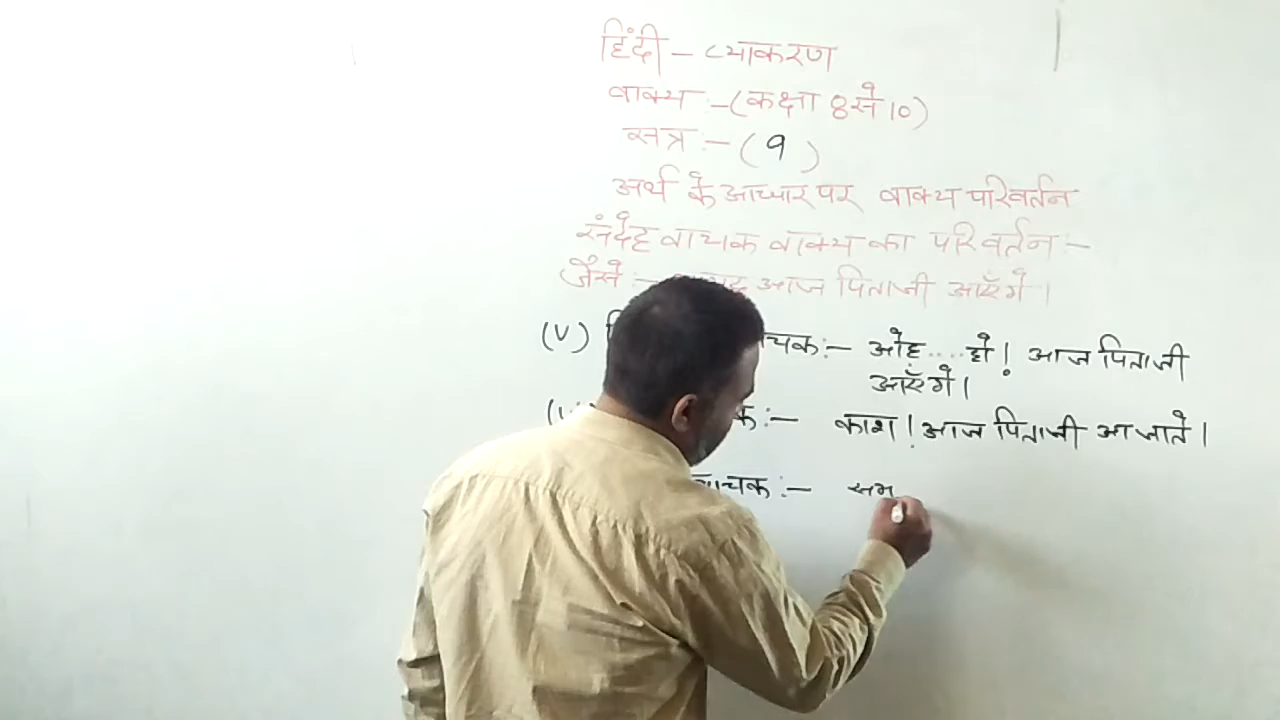 हिंदी – व्याकरण
वाक्य :– (कक्षा 8 से 10)
सत्र :– ( 9 )
अर्थ के आधार पर वाक्य परिवर्तन
संदेह वाचक वाक्य का परिवर्तन :–
जैसे :– आज पिताजी आएँगे।
(V) :– ओह....हो! आज पिताजी
आएँगे।
:– काश! आज पिताजी आ जाते।
वाचक :– सम